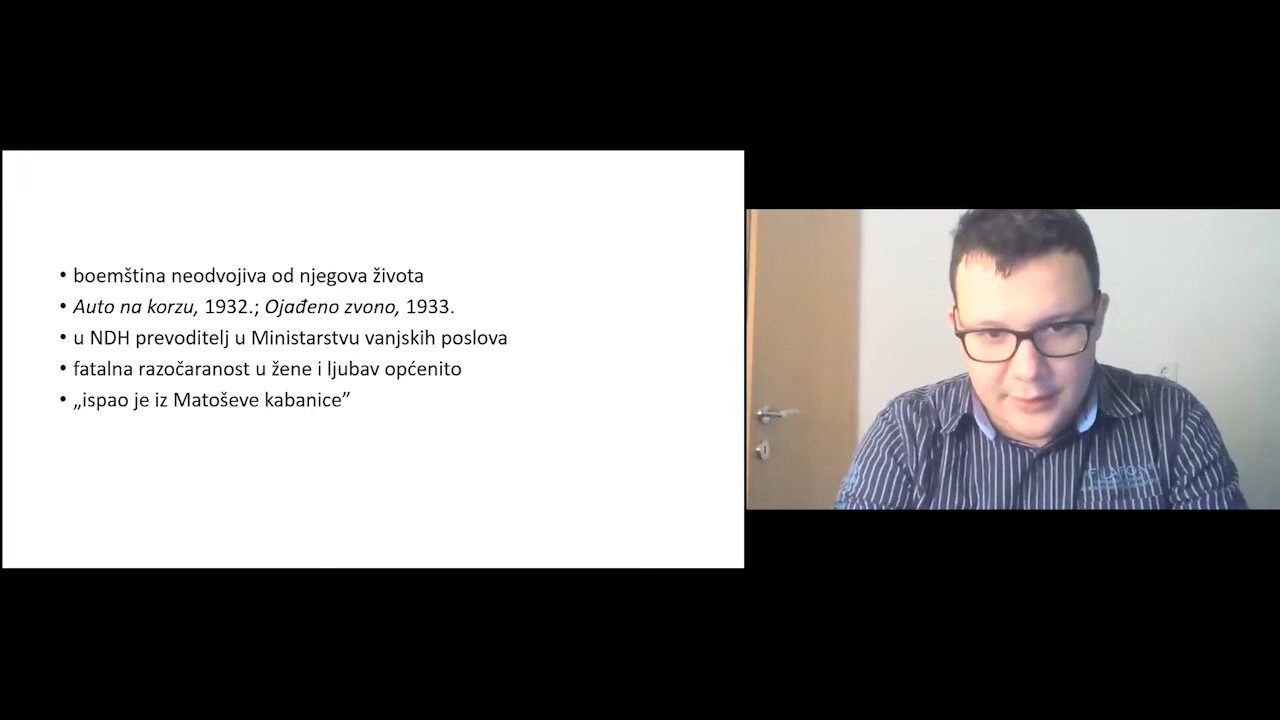 • boemština neodvojiva od njegova života
• Auto na korzu, 1932.; Ojađeno zvono, 1933.
• u NDH prevoditelj u Ministarstvu vanjskih poslova
• fatalna razočaranost u žene i ljubav općenito
• „ispao je iz Matoševe kabanice”